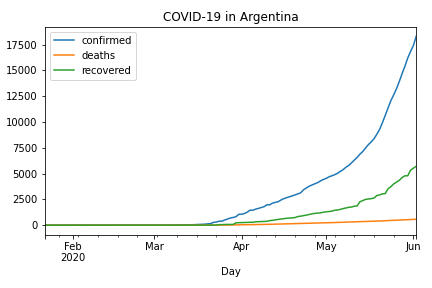 COVID-19 in Argentina
confirmed
deaths
recovered
17500
15000
12500
10000
7500
5000
2500
0
Feb Mar Apr May Jun
2020
Day